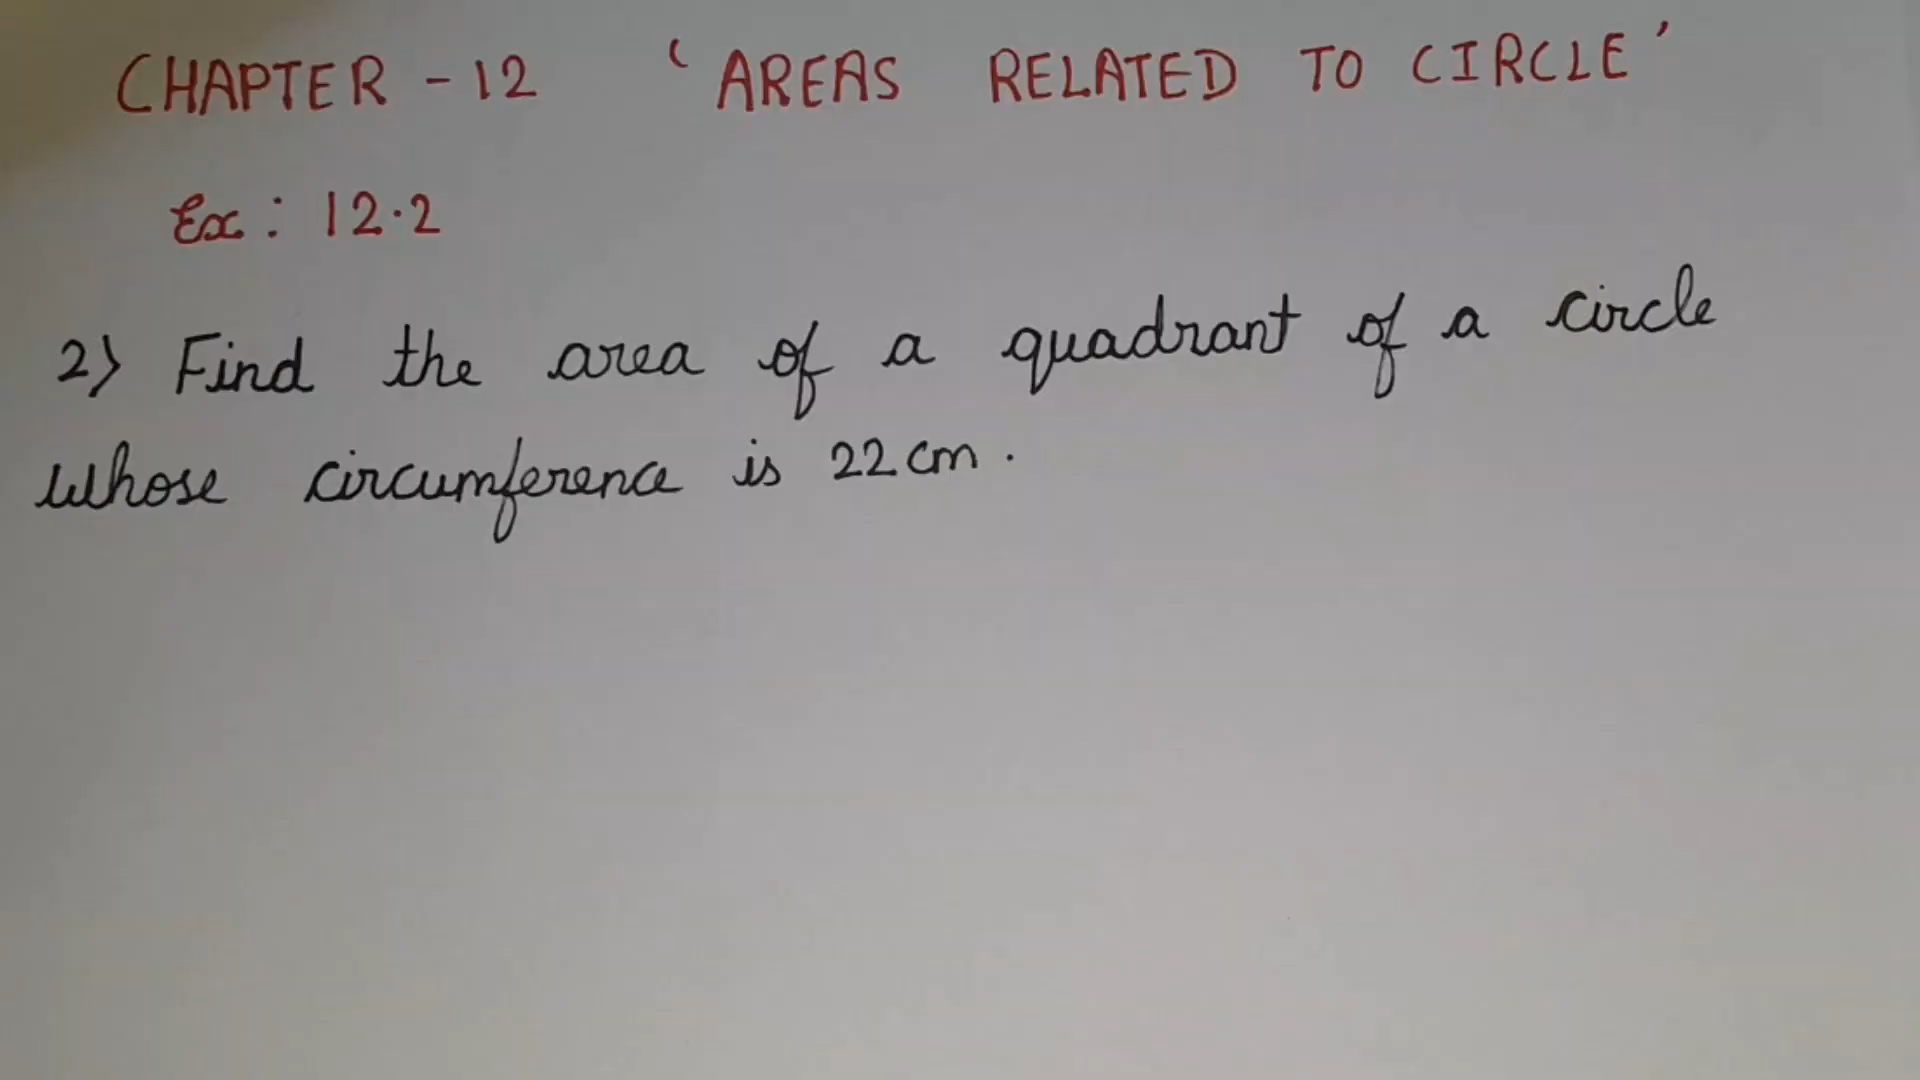 CHAPTER - 12 ‘AREAS RELATED TO CIRCLE’
Ex: 12.2
2) Find the area of a quadrant of a circle
whose circumference is 22 cm.